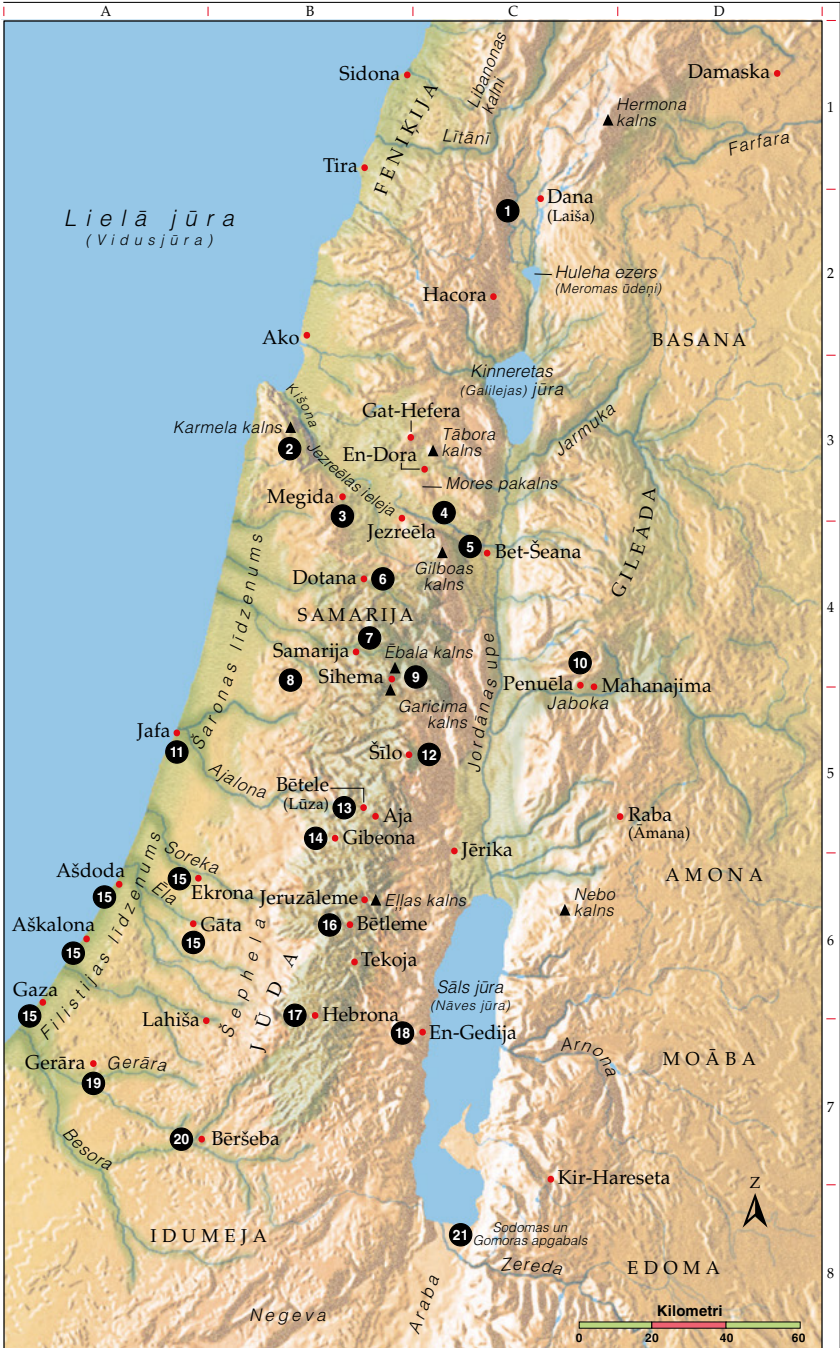 A
B
C
D
1
2
3
4
5
6
7
8
Sidona
Libanonas
kalni
Damaska
Hermona
kalns
FENIĶIJA
Lītāni
Farfara
Tira
Lielā jūra
(Vidusjūra)
1
Dana
(Laiša)
Huleha ezers
(Meromas ūdeņi)
Hacora
Ako
BASANA
Kinneretas
(Galilejas) jūra
Kišona
Gat-Hefera
Jarmuka
Karmela kalns
2
Tābora
kalns
En-Dora
Jezreēlas ieleja
Mores pakalns
Megida
3
4
Jezreēla
5
Bet-Šeana
Gilboas
kalns
GILEĀDA
Dotana
6
SAMARIJA
7
Šaronas līdzenums
Samarija
Ēbala kalns
8
Sihema
9
Garicima
kalns
10
Penuēla
Mahanajima
Jaboka
Jordānas upe
Jafa
11
Ajalona
Šīlo
12
Bētele
(Lūza)
13
Aja
Raba
(Āmana)
14
Gibeona
Jērika
AMONA
Soreka
Ašdoda
15
15
Ekrona
Ēla
Jeruzāleme
Eļļas kalns
Nebo
kalns
Aškalona
15
Gāta
15
16
Bētleme
Tekoja
Filistijas līdzenums
Šephela
JŪDA
Sāls jūra
(Nāves jūra)
Gaza
15
Lahiša
17
Hebrona
18
En-Gedija
Arnona
MOĀBA
Gerāra
Gerāra
19
Besora
20
Bēršeba
Kir-Hareseta
Z
IDUMEJA
21
Sodomas un
Gomoras apgabals
Zereda
EDOMA
Araba
Negeva
Kilometri
0
20
40
60